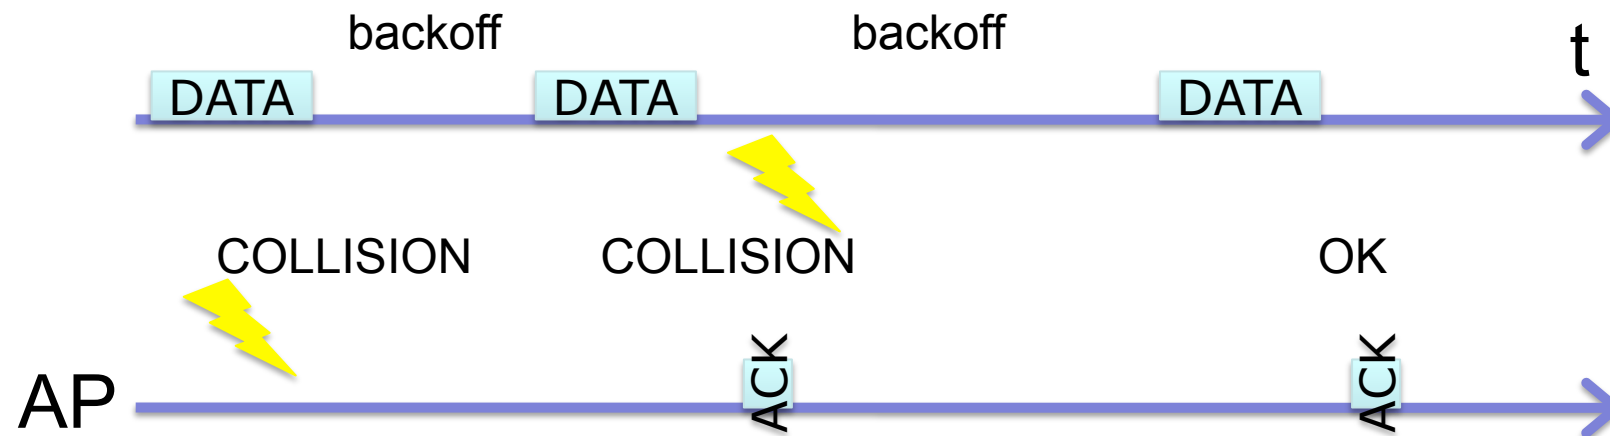 backoff
backoff
t
DATA
DATA
DATA
COLLISION
COLLISION
OK
ACK
ACK
AP